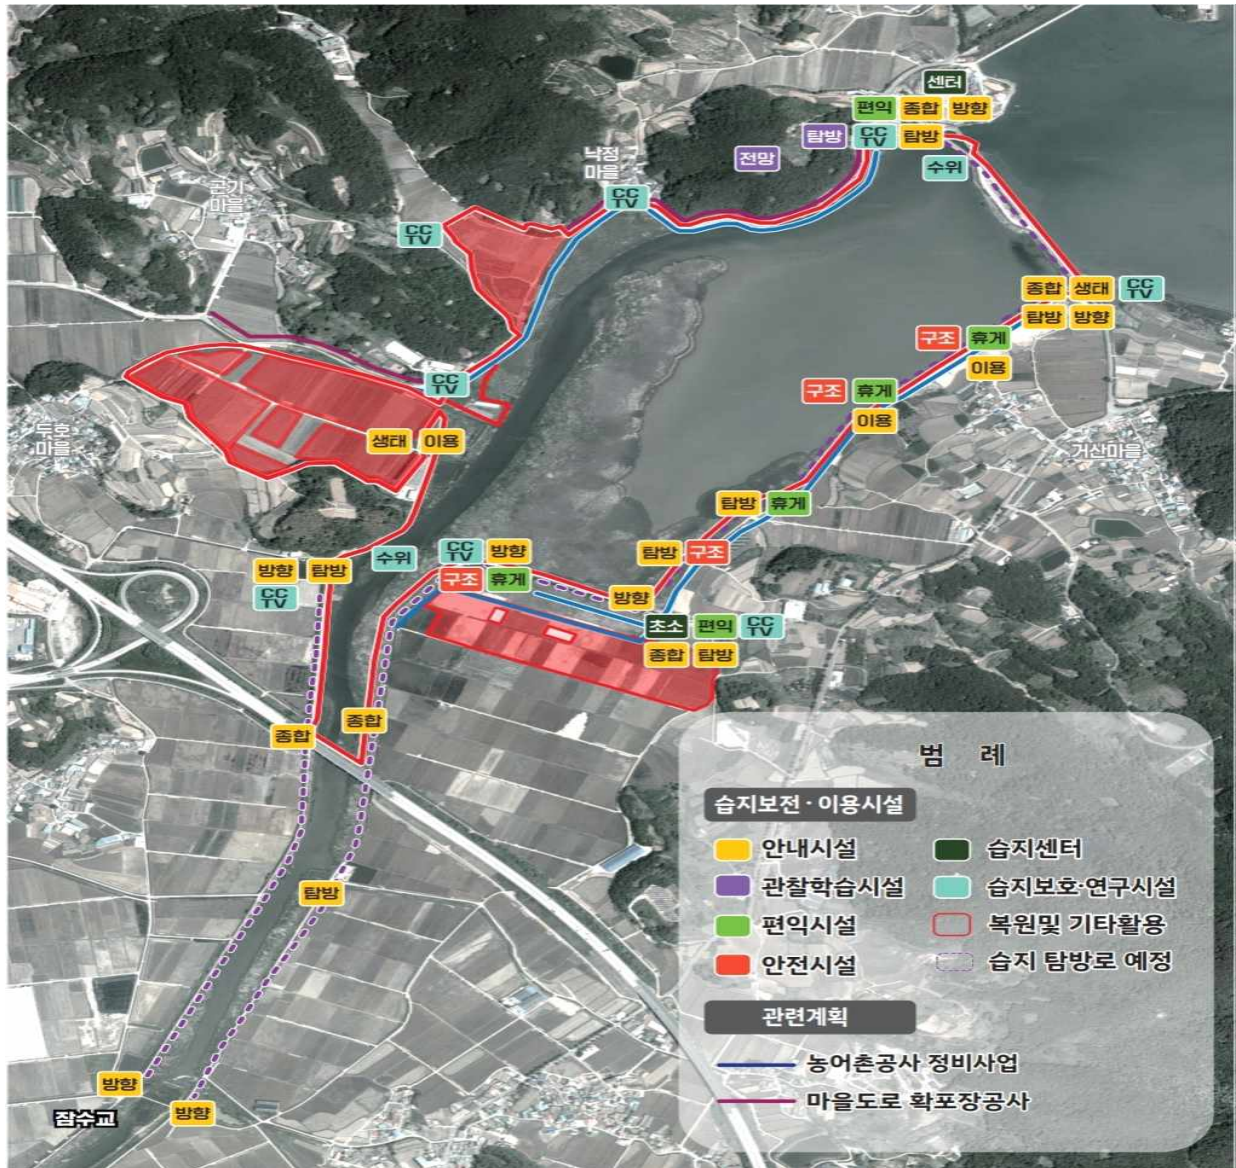 센터
편익 종합 방향
탐방 CCTV 탐방
전망
수위
낙정
마을
CCTV
곤기
마을
CCTV
종합 생태 CCTV
탐방 방향
구조 휴게
이용
구조 휴게
이용
CCTV
두호
마을
생태 이용
거산마을
탐방 휴게
수위
CCTV 방향
탐방 구조
방향 탐방
CCTV
구조 휴게
방향
초소 편익 CCTV
종합 탐방
종합
종합
탐방
방향
방향
잠수교
범 례
습지보전·이용시설
안내시설
습지센터
관찰학습시설
습지보호·연구시설
편익시설
복원및 기타활용
안전시설
습지 탐방로 예정
관련계획
농어촌공사 정비사업
마을도로 확포장공사